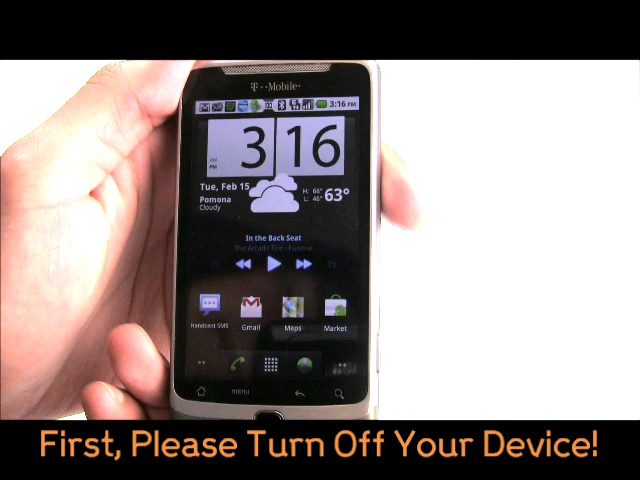 T··Mobile·
3:16 PM
3 16
AM
PM
Tue, Feb 15
Pomona
Cloudy
H: 66°
L: 46°
63°
In the Back Seat
The Arcade Fire - Funeral
Handcent SMS
Gmail
Maps
Market
MENU
First, Please Turn Off Your Device!